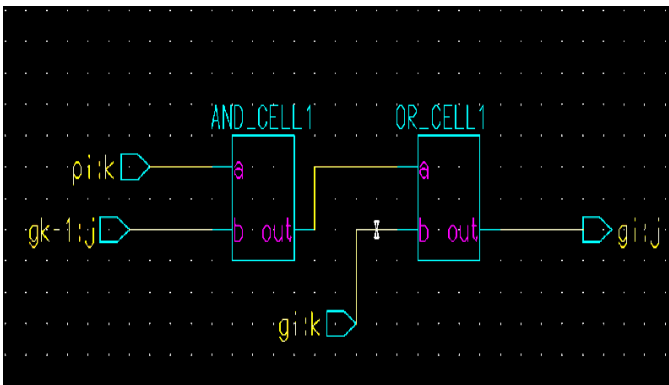 AND_CELL1
OR_CELL1
pi:k
a
a
gk-1:j
b out
b out
gi:j
gi:k